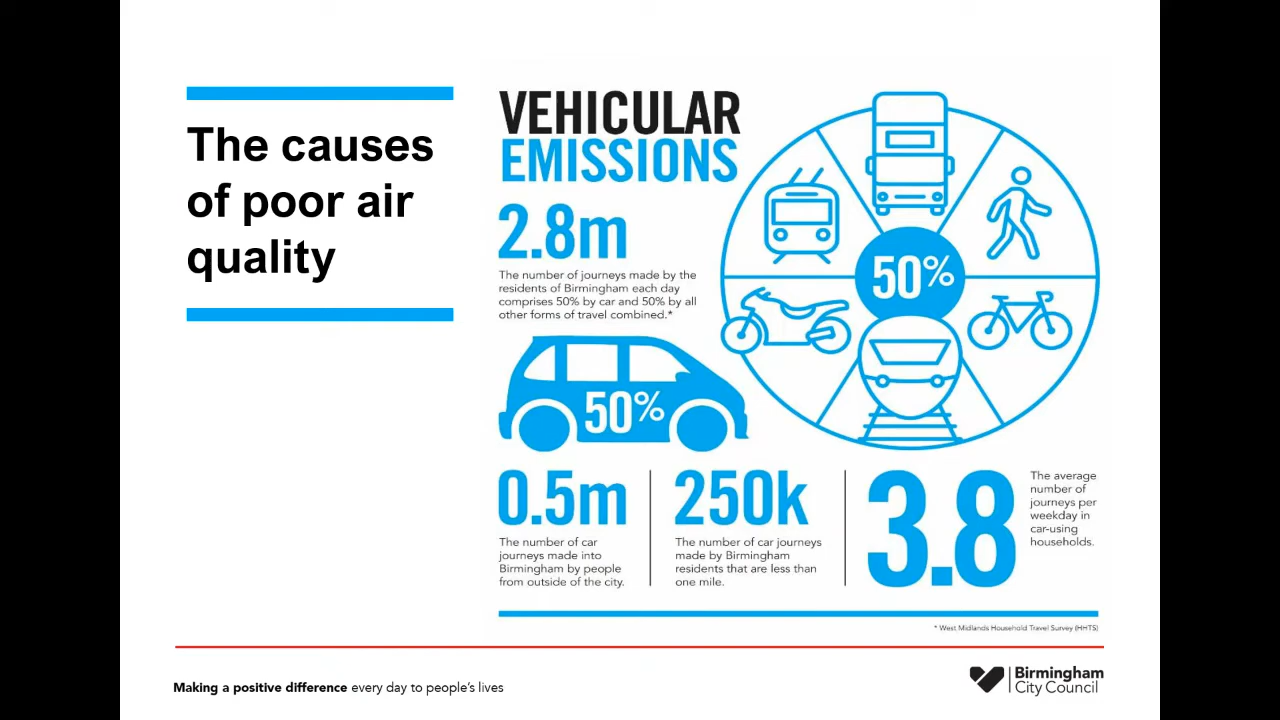 The causes
of poor air
quality
VEHICULAR
EMISSIONS
2.8m
The number of journeys made by the
residents of Birmingham each day
comprises 50% by car and 50% by all
other forms of travel combined.*
50%
50%
0.5m
The number of car
journeys made into
Birmingham by people
from outside of the city.
250k
The number of car journeys
made by Birmingham
residents that are less than
one mile.
3.8
The average
number of
journeys per
weekday in
car-using
households.
* West Midlands Household Travel Survey (HHTS)
Making a positive difference every day to people's lives
Birmingham
City Council